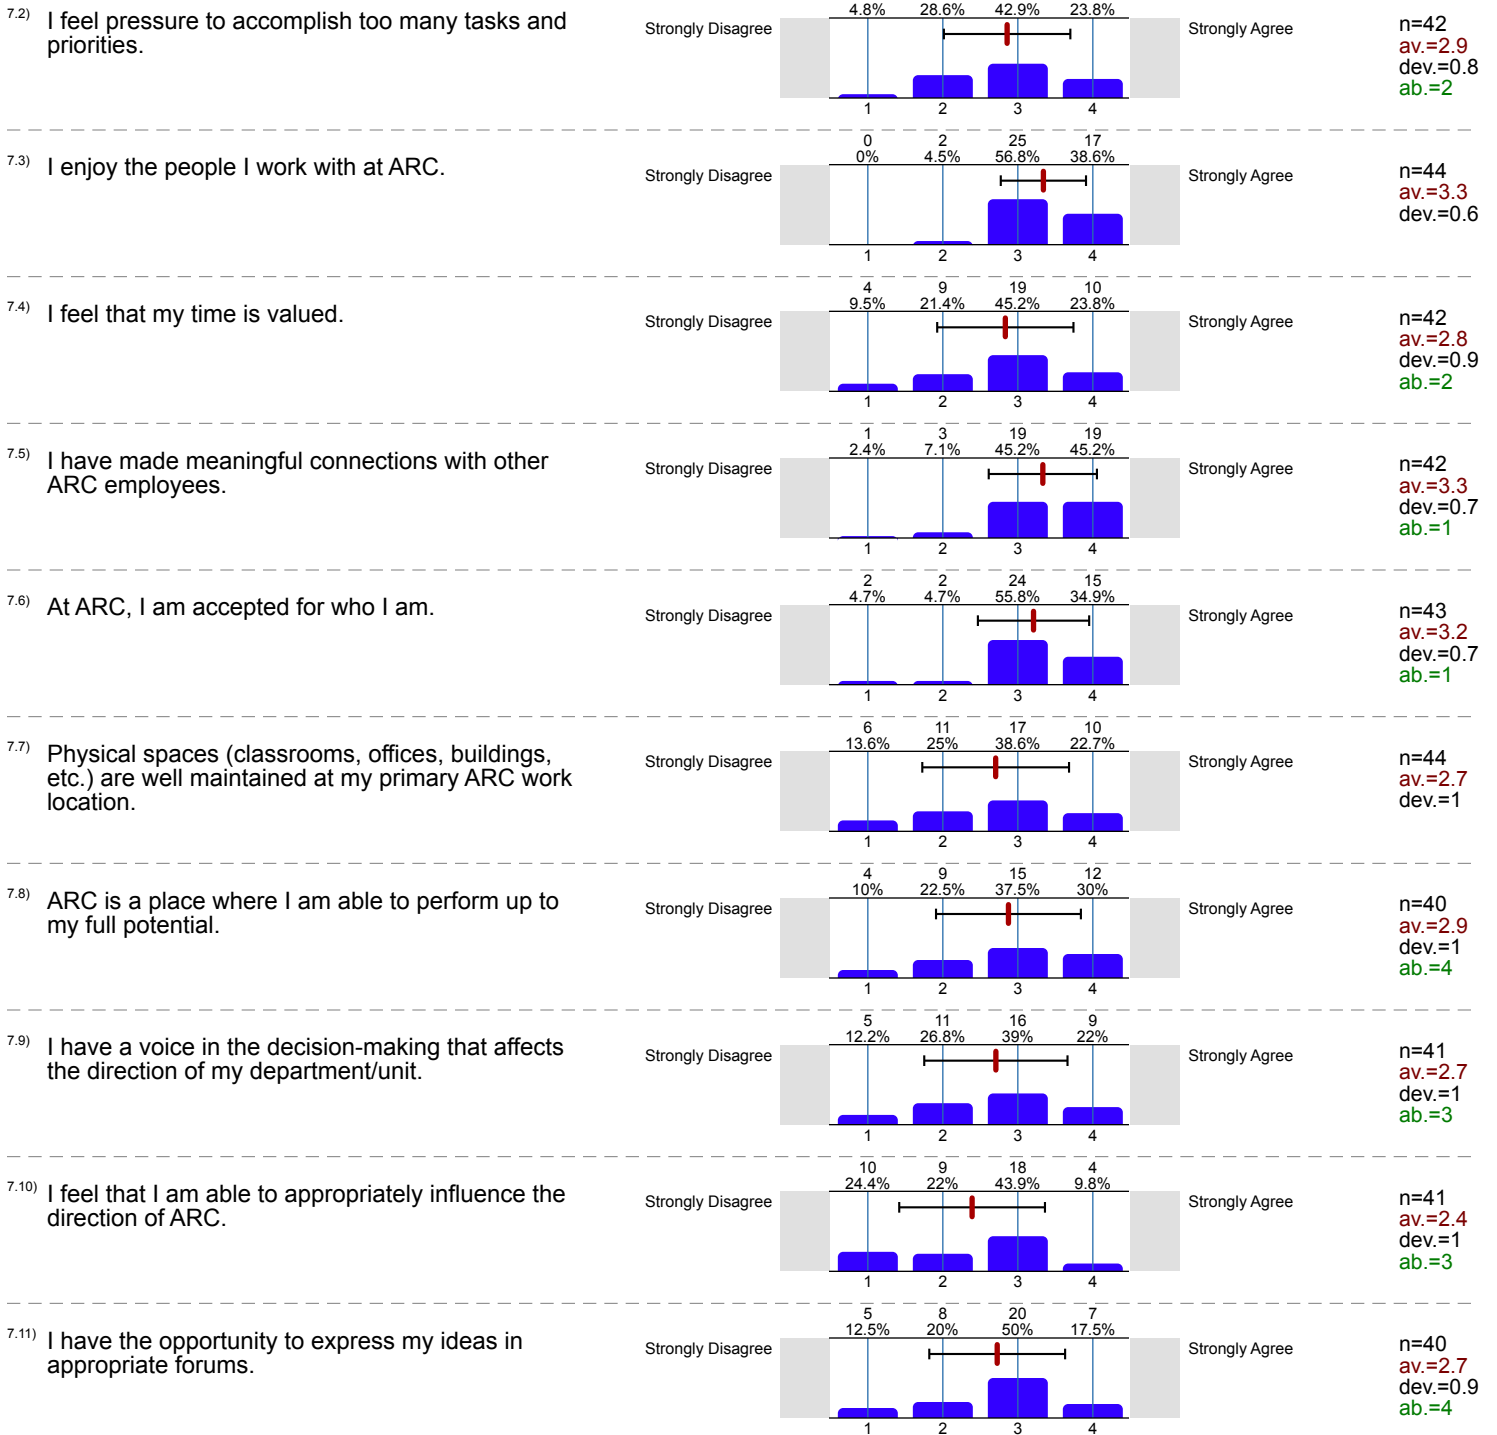 7.2) I feel pressure to accomplish too many tasks and
priorities.
Strongly Disagree
4.8% 28.6% 42.9% 23.8%
1 2 3 4
Strongly Agree
n=42
av.=2.9
dev.=0.8
ab.=2
7.3) I enjoy the people I work with at ARC.
Strongly Disagree
0 2 25 17
0% 4.5% 56.8% 38.6%
1 2 3 4
Strongly Agree
n=44
av.=3.3
dev.=0.6
7.4) I feel that my time is valued.
Strongly Disagree
4 9 19 10
9.5% 21.4% 45.2% 23.8%
1 2 3 4
Strongly Agree
n=42
av.=2.8
dev.=0.9
ab.=2
7.5) I have made meaningful connections with other
ARC employees.
Strongly Disagree
1 3 19 19
2.4% 7.1% 45.2% 45.2%
1 2 3 4
Strongly Agree
n=42
av.=3.3
dev.=0.7
ab.=1
7.6) At ARC, I am accepted for who I am.
Strongly Disagree
2 2 24 15
4.7% 4.7% 55.8% 34.9%
1 2 3 4
Strongly Agree
n=43
av.=3.2
dev.=0.7
ab.=1
7.7) Physical spaces (classrooms, offices, buildings,
etc.) are well maintained at my primary ARC work
location.
Strongly Disagree
6 11 17 10
13.6% 25% 38.6% 22.7%
1 2 3 4
Strongly Agree
n=44
av.=2.7
dev.=1
7.8) ARC is a place where I am able to perform up to
my full potential.
Strongly Disagree
4 9 15 12
10% 22.5% 37.5% 30%
1 2 3 4
Strongly Agree
n=40
av.=2.9
dev.=1
ab.=4
7.9) I have a voice in the decision-making that affects
the direction of my department/unit.
Strongly Disagree
5 11 16 9
12.2% 26.8% 39% 22%
1 2 3 4
Strongly Agree
n=41
av.=2.7
dev.=1
ab.=3
7.10) I feel that I am able to appropriately influence the
direction of ARC.
Strongly Disagree
10 9 18 4
24.4% 22% 43.9% 9.8%
1 2 3 4
Strongly Agree
n=41
av.=2.4
dev.=1
ab.=3
7.11) I have the opportunity to express my ideas in
appropriate forums.
Strongly Disagree
5 8 20 7
12.5% 20% 50% 17.5%
1 2 3 4
Strongly Agree
n=40
av.=2.7
dev.=0.9
ab.=4